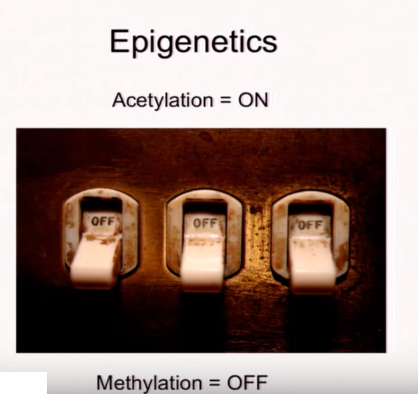 Epigenetics
Acetylation = ON
OFF OFF OFF
Methylation = OFF